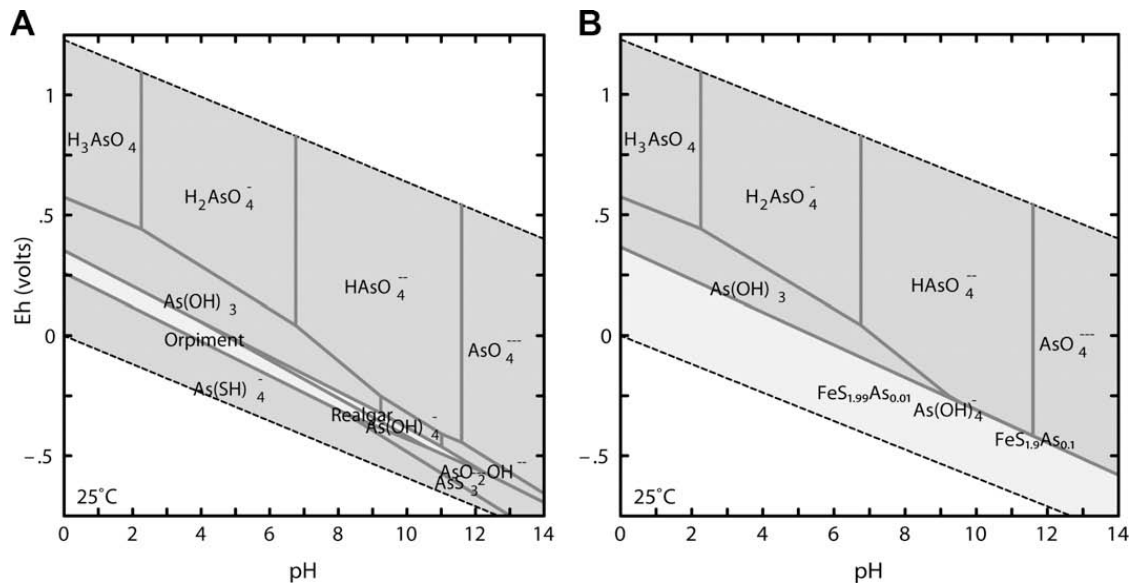 A
H₃AsO₄
H₂AsO₄⁻
HAsO₄⁻⁻
AsO₄⁻⁻⁻
As(OH)₃
Orpiment
As(SH)₄⁻
Realgar
As(OH)₄⁻
AsO₂OH⁻⁻
AsS₃
25˚C
Eh (volts)
1
.5
0
−.5
0 2 4 6 8 10 12 14
pH
B
H₃AsO₄
H₂AsO₄⁻
HAsO₄⁻⁻
AsO₄⁻⁻⁻
As(OH)₃
FeS₁.₉₉As₀.₀₁
As(OH)₄⁻
FeS₁.₉As₀.₁
25˚C
1
.5
0
−.5
0 2 4 6 8 10 12 14
pH